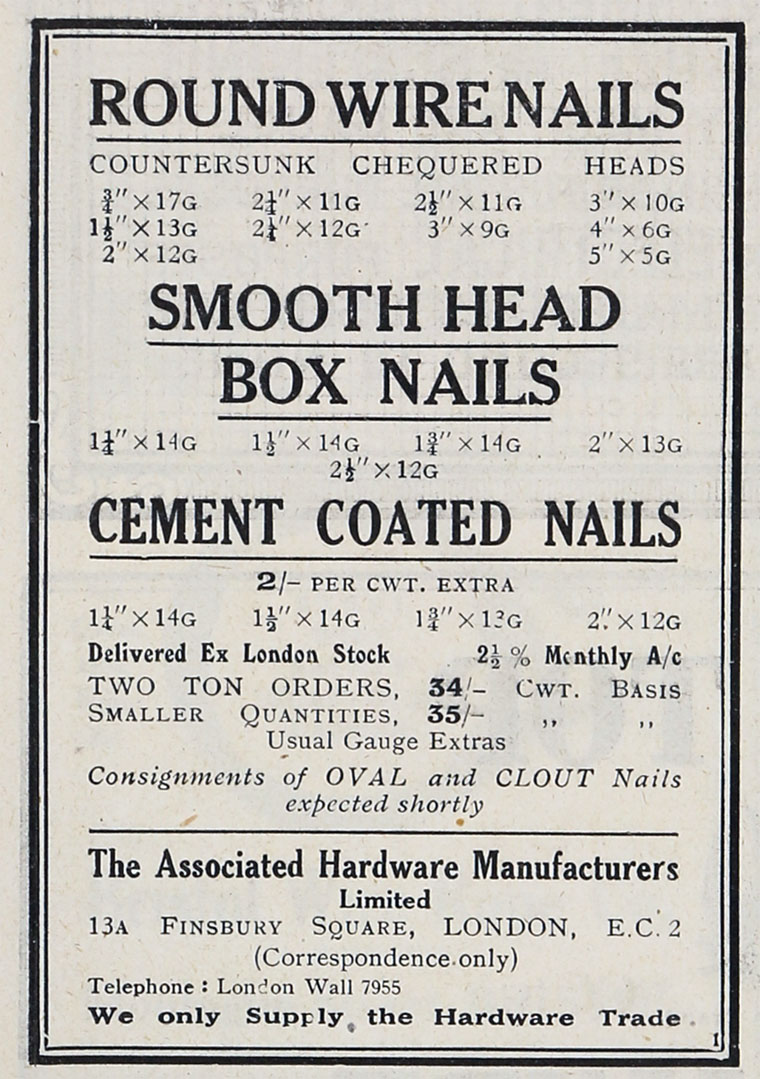 ROUND WIRE NAILS
COUNTERSUNK CHEQUERED HEADS
¾″ × 17G 2¼″ × 11G 2½″ × 11G 3″ × 10G
1½″ × 13G 2¼″ × 12G 3″ × 9G 4″ × 6G
2″ × 12G 5″ × 5G
SMOOTH HEAD
BOX NAILS
1¼″ × 14G 1½″ × 14G 1¾″ × 14G 2″ × 13G
2½″ × 12G
CEMENT COATED NAILS
2/- PER CWT. EXTRA
1¼″ × 14G 1½″ × 14G 1¾″ × 13G 2″ × 12G
Delivered Ex London Stock 2½ % Monthly A/c
TWO TON ORDERS, 34/- CWT. BASIS
SMALLER QUANTITIES, 35/- ,, ,,
Usual Gauge Extras
Consignments of OVAL and CLOUT Nails
expected shortly
The Associated Hardware Manufacturers
Limited
13A FINSBURY SQUARE, LONDON, E.C. 2
(Correspondence only)
Telephone : London Wall 7955
We only Supply the Hardware Trade.
1